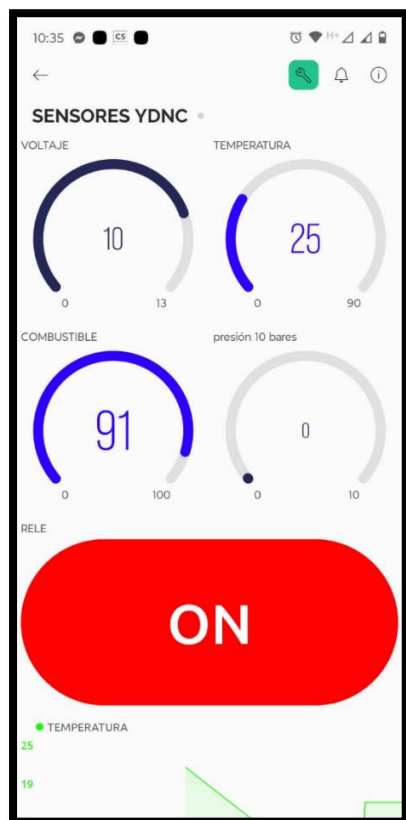 10:35 CS H+
SENSORES YDNC
VOLTAJE TEMPERATURA
10 25
0 13 0 90
COMBUSTIBLE presión 10 bares
91 0
0 100 0 10
RELE
ON
TEMPERATURA
25
19